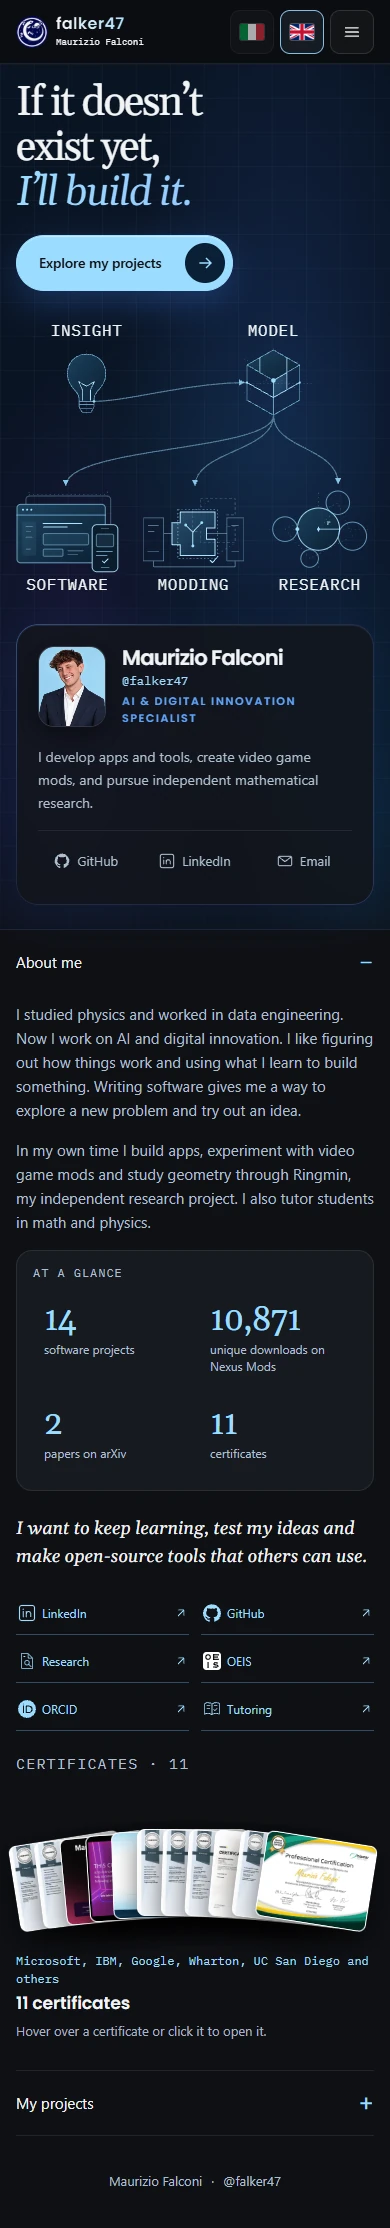 falker47
Maurizio Falconi
If it doesn't
exist yet,
I'll build it.
Explore my projects
INSIGHT
MODEL
SOFTWARE
MODDING
RESEARCH
Maurizio Falconi
@falker47
AI & DIGITAL INNOVATION
SPECIALIST
I develop apps and tools, create video game
mods, and pursue independent mathematical
research.
GitHub
LinkedIn
Email
About me
I studied physics and worked in data engineering.
Now I work on AI and digital innovation. I like figuring
out how things work and using what I learn to build
something. Writing software gives me a way to
explore a new problem and try out an idea.
In my own time I build apps, experiment with video
game mods and study geometry through Ringmin,
my independent research project. I also tutor students
in math and physics.
AT A GLANCE
14
software projects
10,871
unique downloads on
Nexus Mods
2
papers on arXiv
11
certificates
I want to keep learning, test my ideas and
make open-source tools that others can use.
LinkedIn
GitHub
Research
OEIS
OEIS
iD
ORCID
Tutoring
CERTIFICATES · 11
Professional Certification
Microsoft, IBM, Google, Wharton, UC San Diego and
others
11 certificates
Hover over a certificate or click it to open it.
My projects
Maurizio Falconi · @falker47